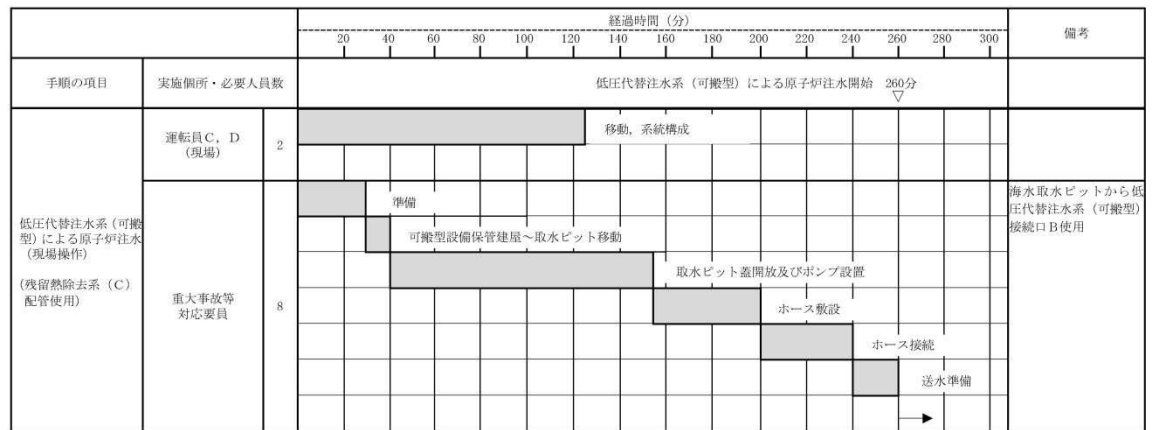 経過時間（分）
20 40 60 80 100 120 140 160 180 200 220 240 260 280 300
備考
手順の項目
実施個所・必要人員数
低圧代替注水系（可搬型）による原子炉注水開始 260分
▽
低圧代替注水系（可搬
型）による原子炉注水
（現場操作）
(残留熱除去系（C）
配管使用)
運転員C，D
（現場）
2
移動，系統構成
重大事故等
対応要員
8
準備
可搬型設備保管建屋～取水ピット移動
取水ピット蓋開放及びポンプ設置
ホース敷設
ホース接続
送水準備
海水取水ピットから低
圧代替注水系（可搬型）
接続口B使用